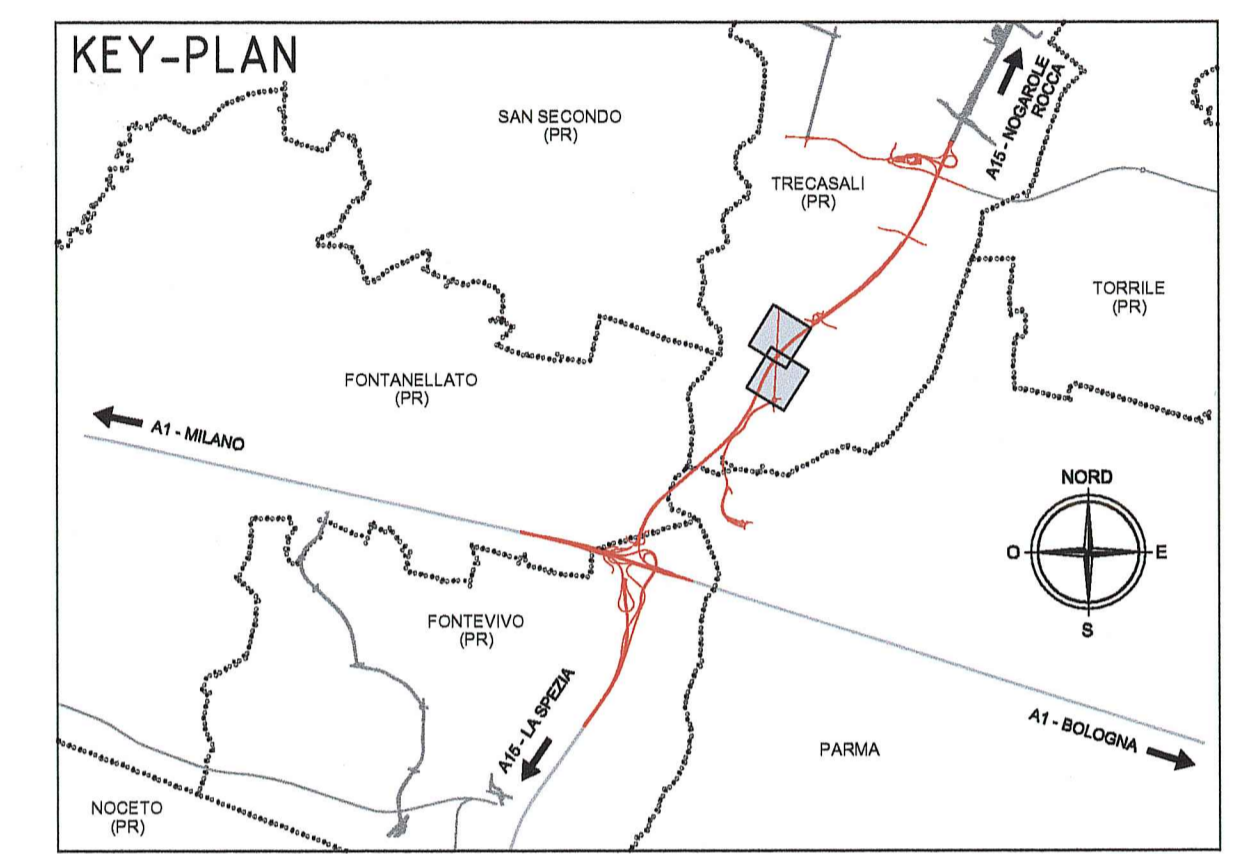 KEY-PLAN
SAN SECONDO
(PR)
A15 - NOGAROLE
ROCCA
TRECASALI
(PR)
TORRILE
(PR)
FONTANELLATO
(PR)
A1 - MILANO
NORD
O
E
S
FONTEVIVO
(PR)
A15 - LA SPEZIA
A1 - BOLOGNA
PARMA
NOCETO
(PR)